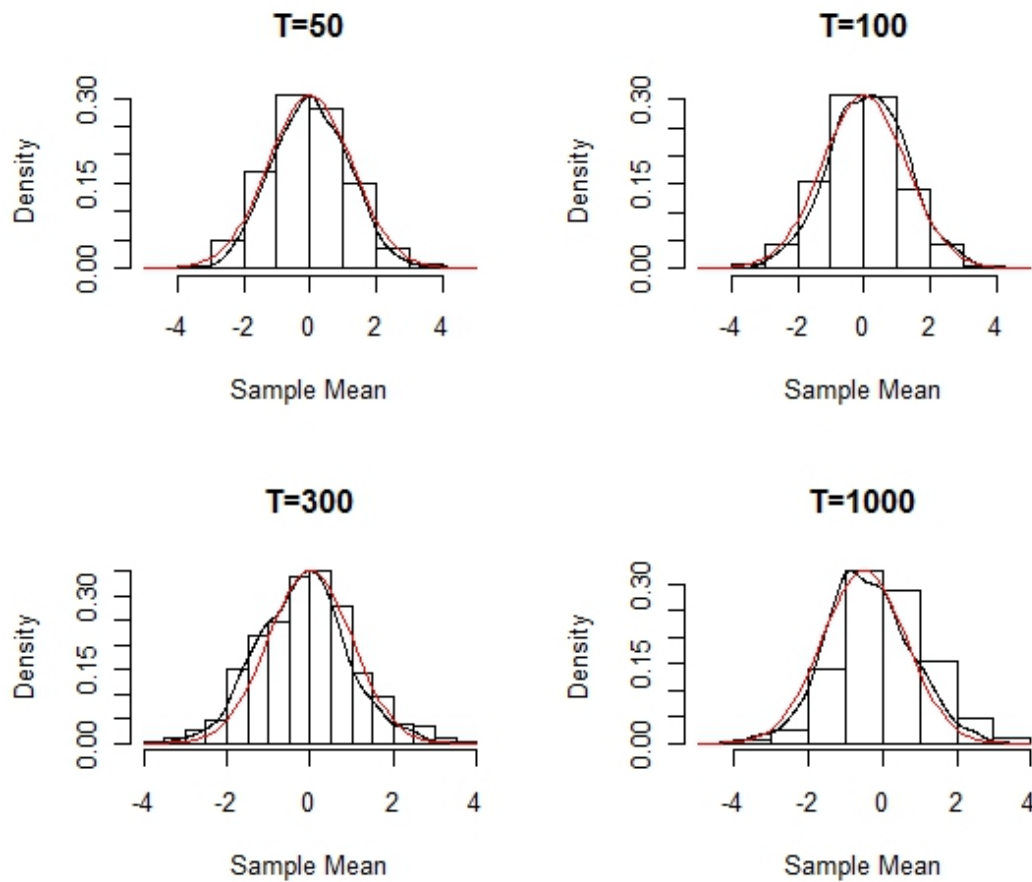 T=50
T=100
Density
0.00 0.15 0.30
-4 -2 0 2 4
Sample Mean
Density
0.00 0.15 0.30
-4 -2 0 2 4
Sample Mean
T=300
T=1000
Density
0.00 0.15 0.30
-4 -2 0 2 4
Sample Mean
Density
0.00 0.15 0.30
-4 -2 0 2 4
Sample Mean